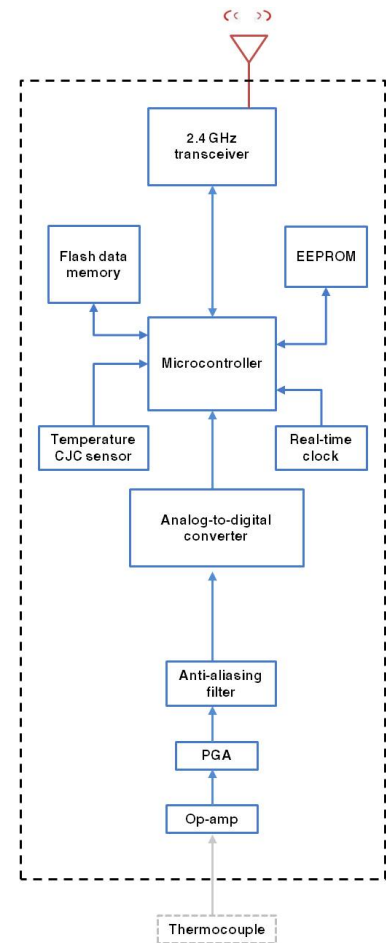 2.4 GHz
transceiver
Flash data
memory
EEPROM
Microcontroller
Temperature
CJC sensor
Real-time
clock
Analog-to-digital
converter
Anti-aliasing
filter
PGA
Op-amp
Thermocouple